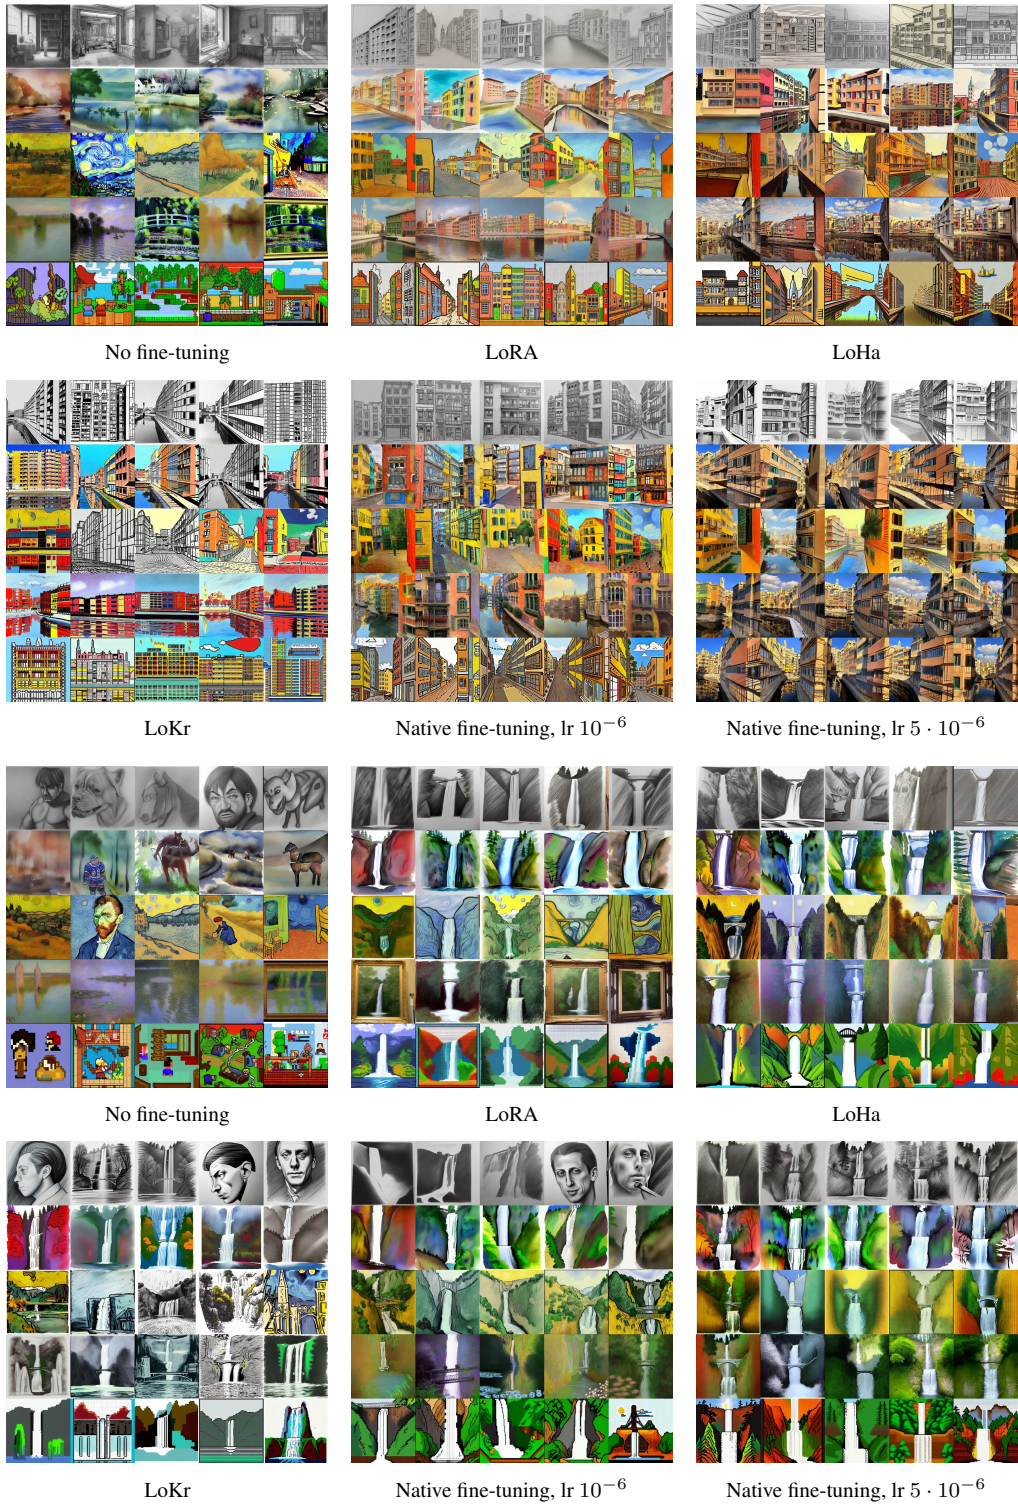 No fine-tuning
LoRA
LoHa
LoKr
Native fine-tuning, lr 10⁻⁶
Native fine-tuning, lr 5 · 10⁻⁶
No fine-tuning
LoRA
LoHa
LoKr
Native fine-tuning, lr 10⁻⁶
Native fine-tuning, lr 5 · 10⁻⁶